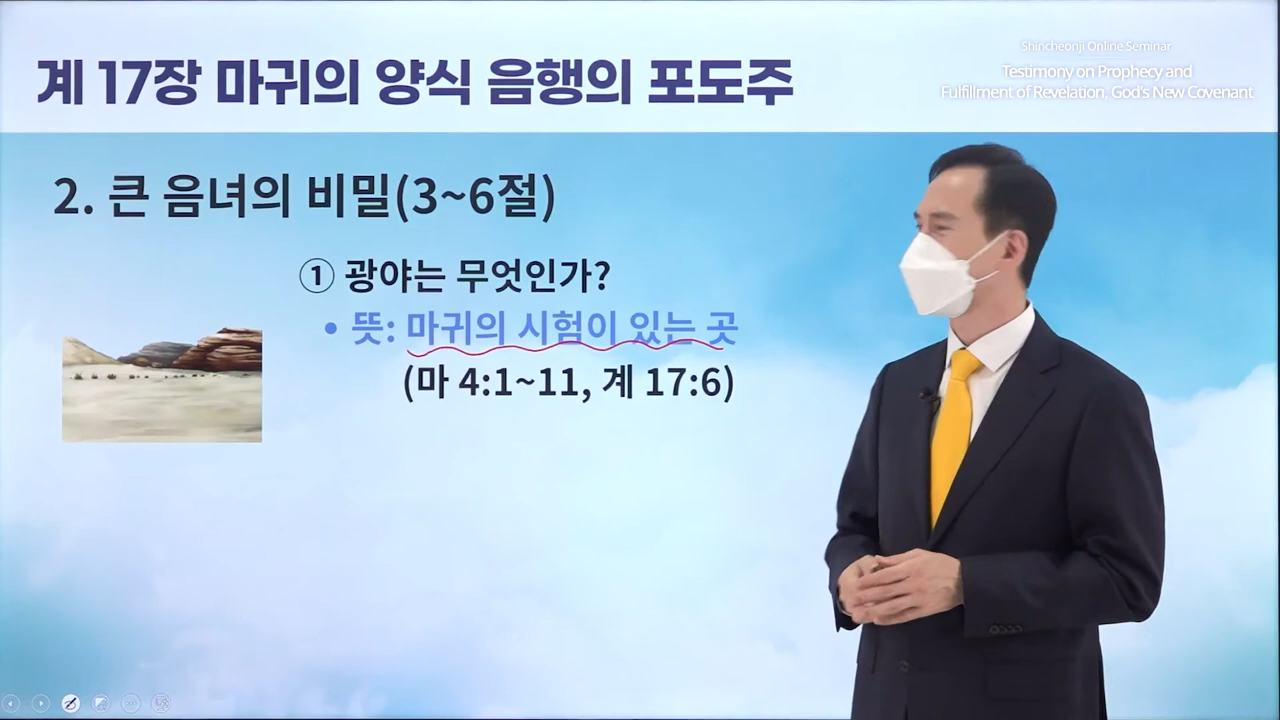 계 17장 마귀의 양식 음행의 포도주
Shincheonji Online Seminar
Testimony on Prophecy and
Fulfillment of Revelation, God's New Covenant
2. 큰 음녀의 비밀(3~6절)
① 광야는 무엇인가?
• 뜻: 마귀의 시험이 있는 곳
(마 4:1~11, 계 17:6)